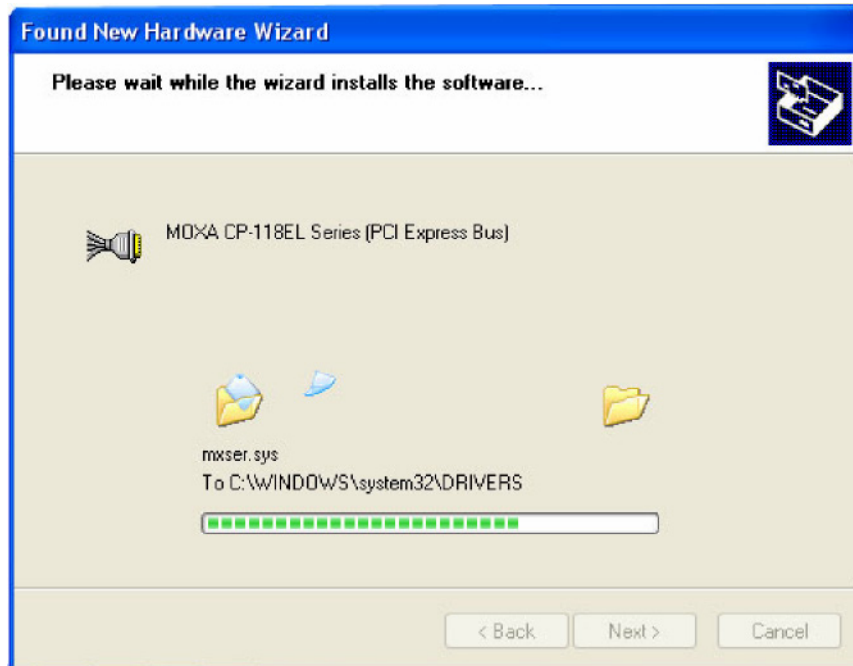 Found New Hardware Wizard
Please wait while the wizard installs the software...
MOXA CP-118EL Series (PCI Express Bus)
mxser.sys
To C:\WINDOWS\system32\DRIVERS
< Back
Next >
Cancel